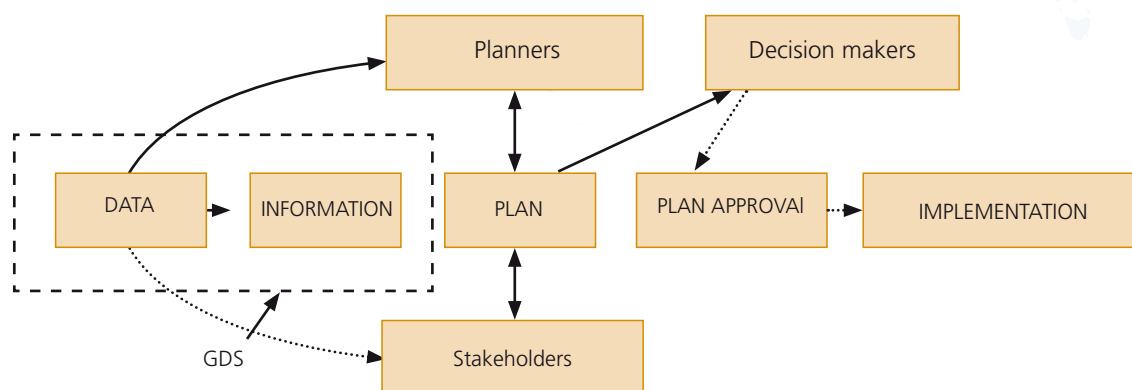 Planners
Decision makers
DATA
INFORMATION
PLAN
PLAN APPROVAl
IMPLEMENTATION
GDS
Stakeholders